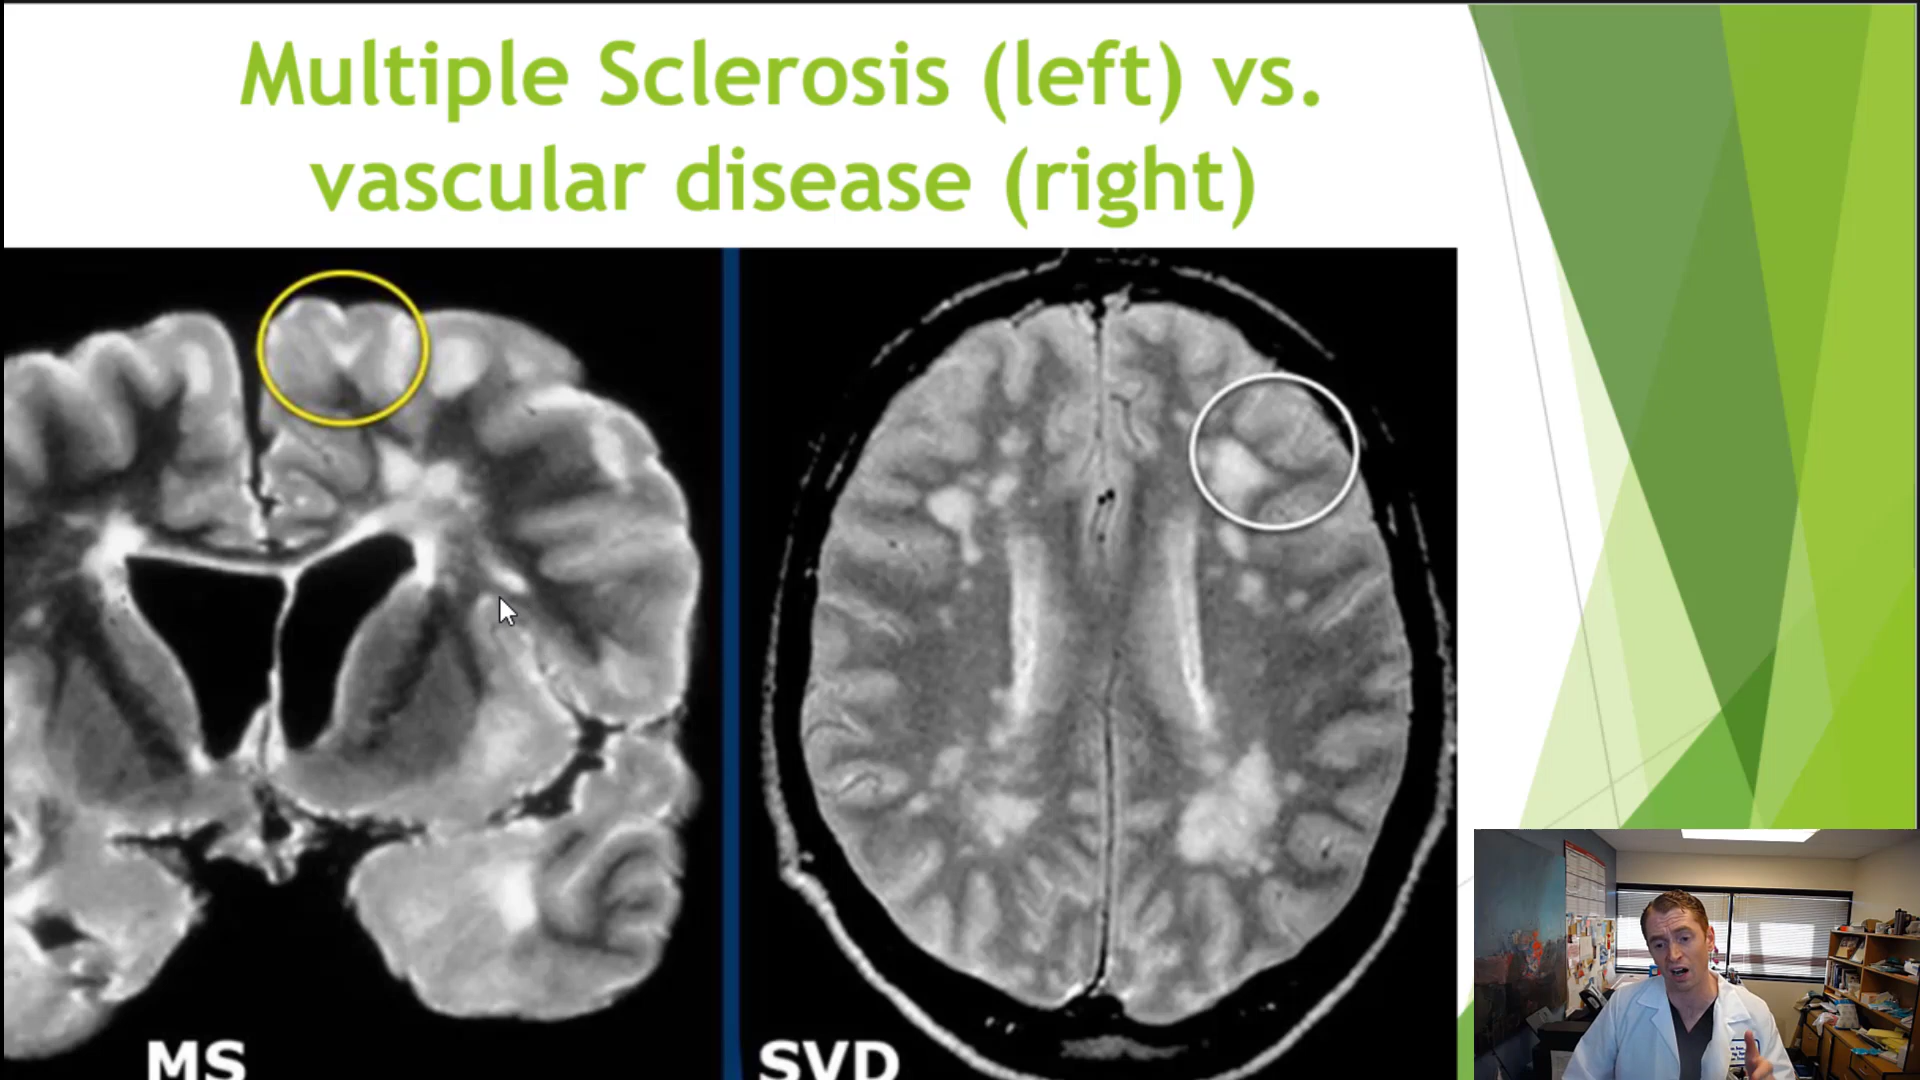 Multiple Sclerosis (left) vs.
vascular disease (right)
MS
SVD